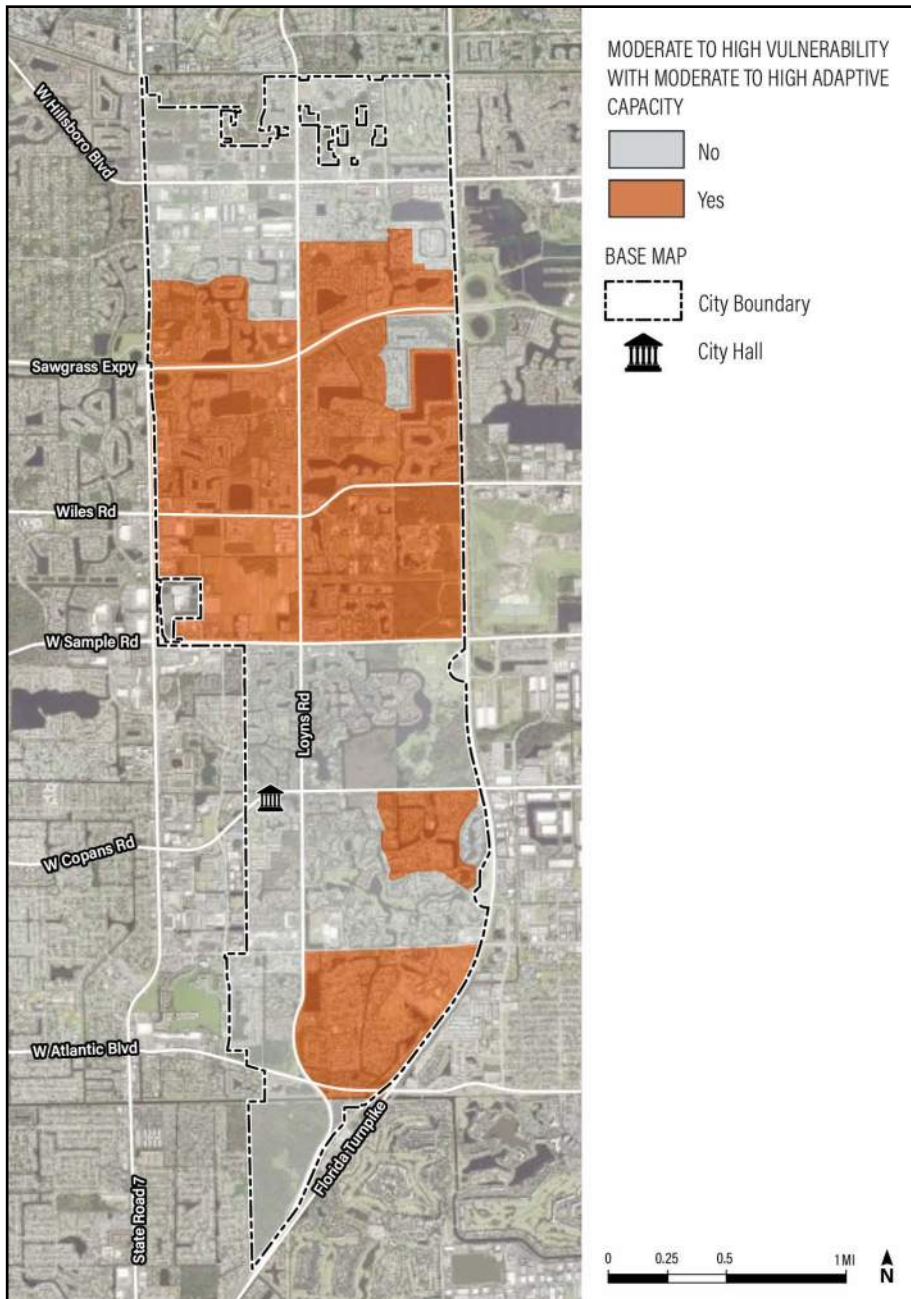 MODERATE TO HIGH VULNERABILITY
WITH MODERATE TO HIGH ADAPTIVE
CAPACITY
No
Yes
BASE MAP
City Boundary
City Hall
W Hillsboro Blvd
Sawgrass Expy
Wiles Rd
W Sample Rd
Loyns Rd
W Copans Rd
W Atlantic Blvd
Florida Turnpike
State Road 7
0 0.25 0.5 1 MI
N